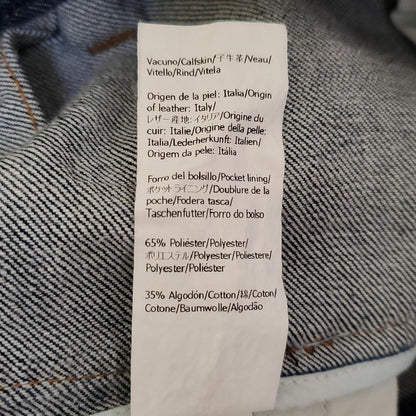 Vacuno/Calfskin/子牛革/Veau/
Vitello/Rind/Vitela
Origen de la piel: Italia/Origin
of leather: Italy/
レザー産地: イタリア/Origine du
cuir: Italie/Origine della pelle:
Italia/Lederherkunft: Italien/
Origem da pele: Itália
Forro del bolsillo/Pocket lining/
ポケットライニング/Doublure de la
poche/Fodera tasca/
Taschenfutter/Forro do bolso
65% Poliéster/Polyester/
ポリエステル/Polyester/Poliestere/
Polyester/Poliéster
35% Algodón/Cotton/綿/Coton/
Cotone/Baumwolle/Algodão